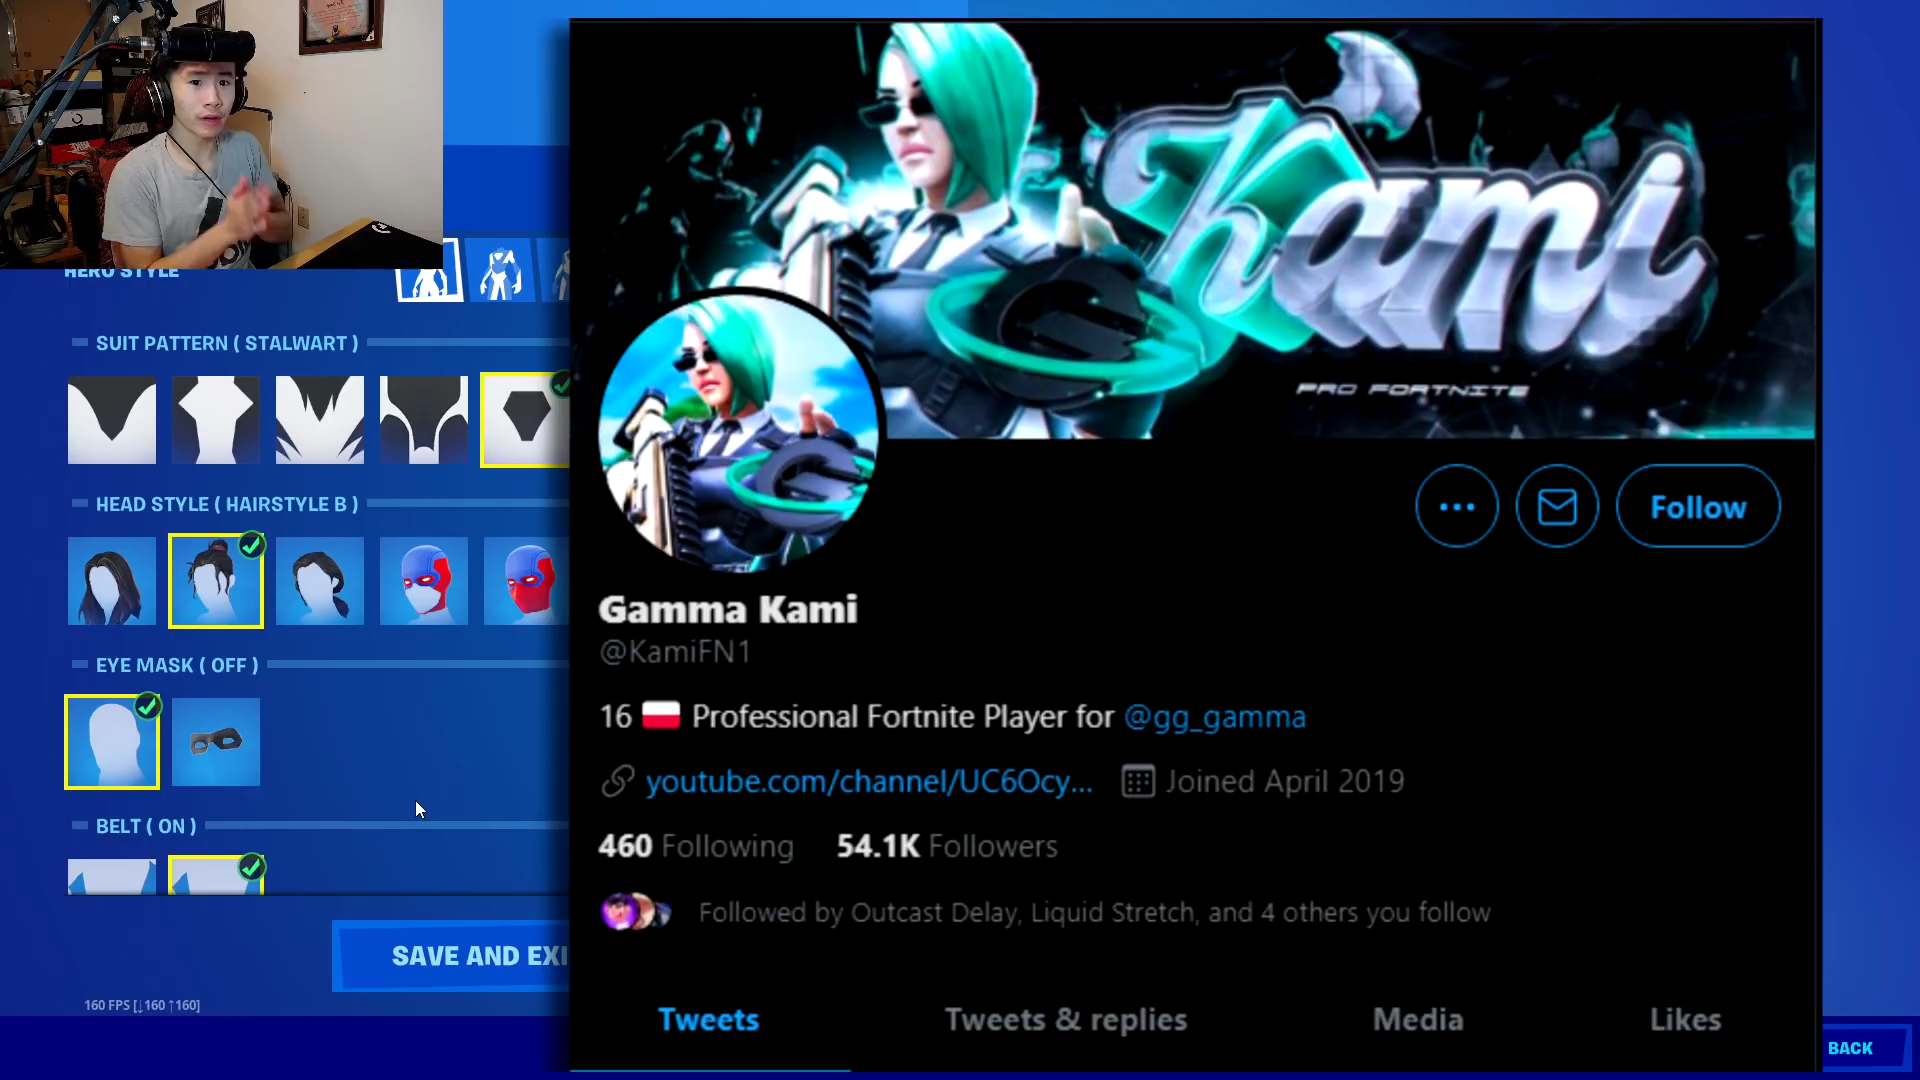 HERO STYLE
SUIT PATTERN ( STALWART )
HEAD STYLE ( HAIRSTYLE B )
EYE MASK ( OFF )
BELT ( ON )
SAVE AND EXI
160 FPS [↓160 ↑160]
Kami
PRO FORTNITE
Follow
Gamma Kami
@KamiFN1
16 🇵🇱 Professional Fortnite Player for @gg_gamma
youtube.com/channel/UC6Ocy... Joined April 2019
460 Following 54.1K Followers
Followed by Outcast Delay, Liquid Stretch, and 4 others you follow
Tweets Tweets & replies Media Likes
BACK